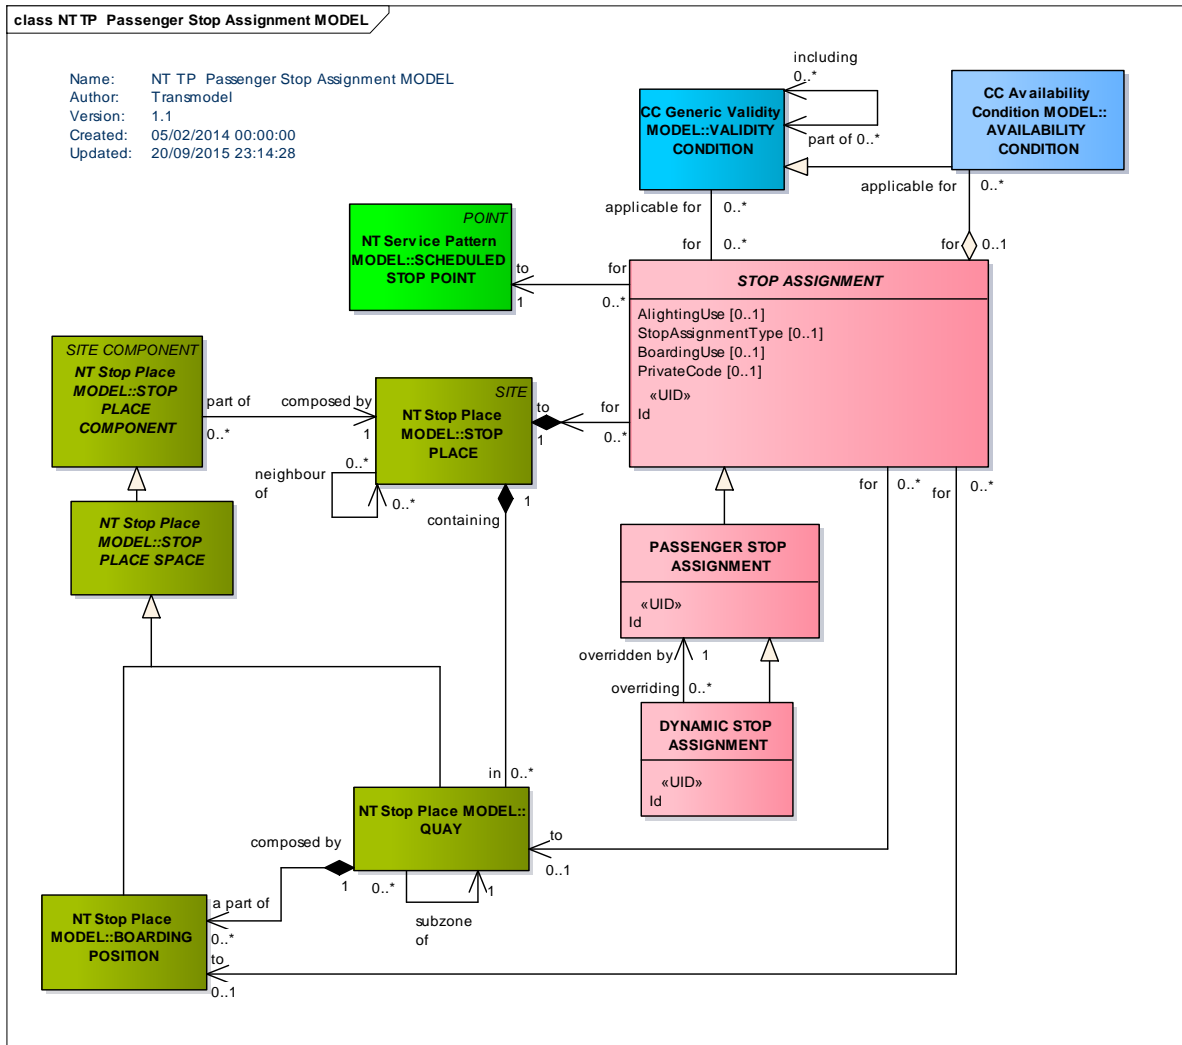 class NT TP Passenger Stop Assignment MODEL
Name: NT TP Passenger Stop Assignment MODEL
Author: Transmodel
Version: 1.1
Created: 05/02/2014 00:00:00
Updated: 20/09/2015 23:14:28
including
0..*
CC Generic Validity
MODEL::VALIDITY
CONDITION
part of 0..*
CC Availability
Condition MODEL::
AVAILABILITY
CONDITION
applicable for 0..*
applicable for 0..*
for 0..*
for 0..1
POINT
NT Service Pattern
MODEL::SCHEDULED
STOP POINT
to
1
for
0..*
STOP ASSIGNMENT
AlightingUse [0..1]
StopAssignmentType [0..1]
BoardingUse [0..1]
PrivateCode [0..1]
«UID»
Id
SITE COMPONENT
NT Stop Place
MODEL::STOP
PLACE
COMPONENT
part of
0..*
composed by
1
SITE
NT Stop Place
MODEL::STOP
PLACE
to
1
for
0..*
neighbour
of
0..*
0..*
containing
1
for 0..*
for 0..*
NT Stop Place
MODEL::STOP
PLACE SPACE
PASSENGER STOP
ASSIGNMENT
«UID»
Id
overridden by 1
overriding 0..*
DYNAMIC STOP
ASSIGNMENT
«UID»
Id
in 0..*
NT Stop Place MODEL::
QUAY
to
0..1
composed by
1
0..*
1
subzone
of
a part of
0..*
NT Stop Place
MODEL::BOARDING
POSITION
to
0..1